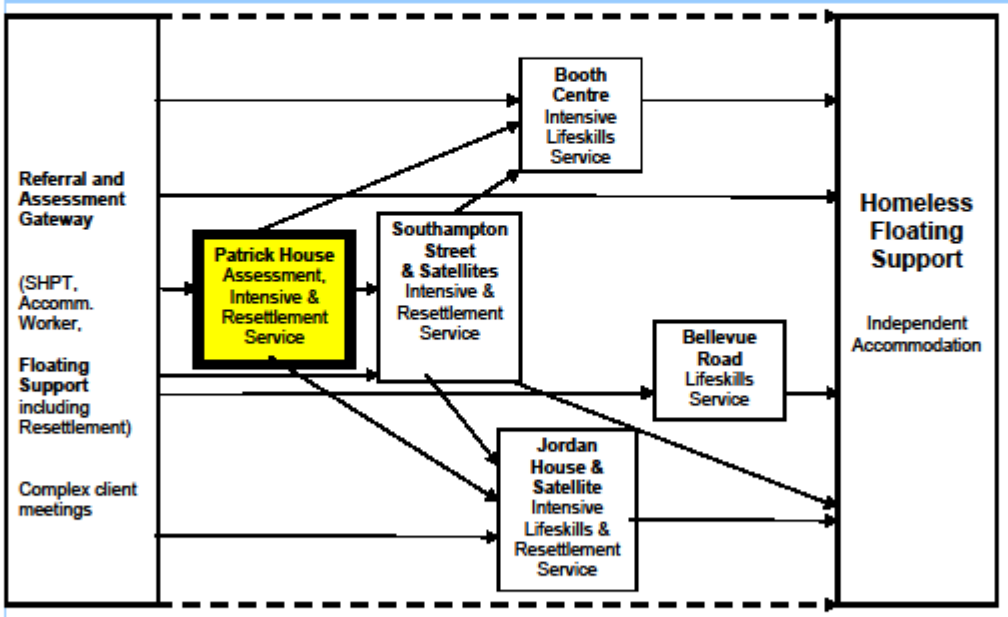 Referral and
Assessment
Gateway
(SHPT,
Accomm.
Worker,
Floating
Support
including
Resettlement)
Complex client
meetings
Patrick House
Assessment,
Intensive &
Resettlement
Service
Southampton
Street
& Satellites
Intensive &
Resettlement
Service
Booth
Centre
Intensive
Lifeskills
Service
Bellevue
Road
Lifeskills
Service
Jordan
House &
Satellite
Intensive
Lifeskills &
Resettlement
Service
Homeless
Floating
Support
Independent
Accommodation